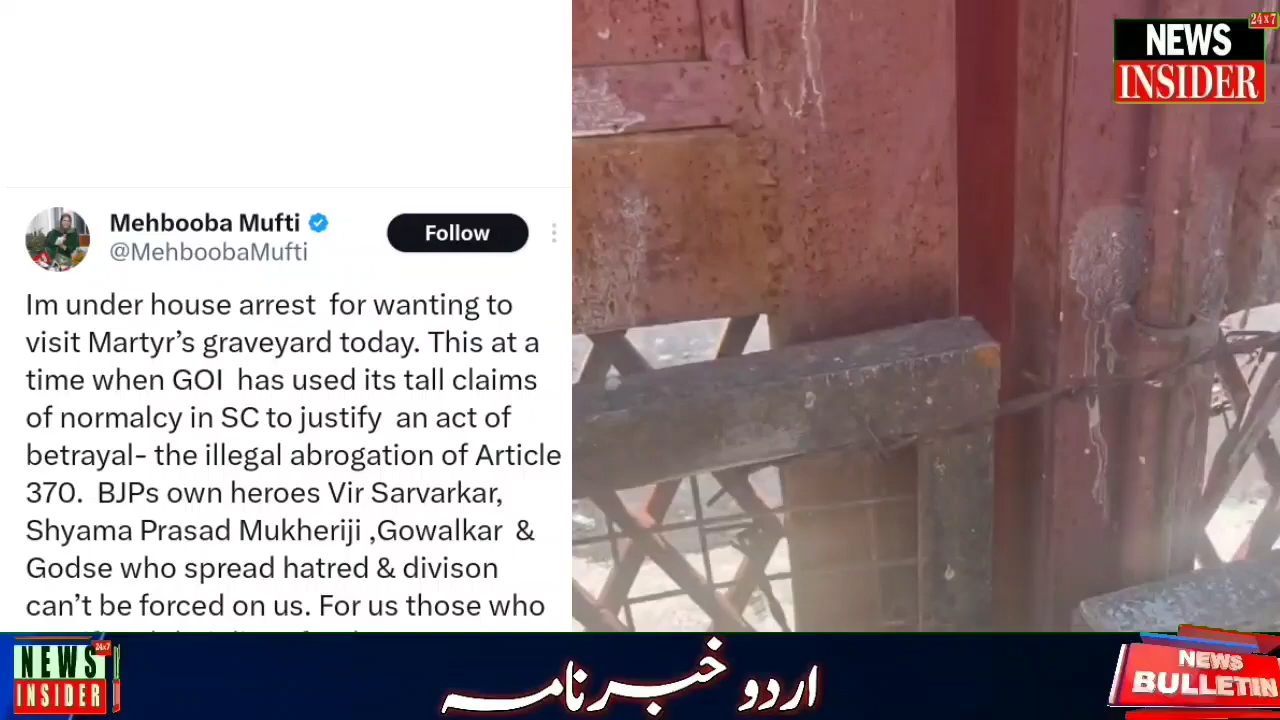 24x7
NEWS
INSIDER
Mehbooba Mufti
@MehboobaMufti
Follow
Im under house arrest for wanting to
visit Martyr's graveyard today. This at a
time when GOI has used its tall claims
of normalcy in SC to justify an act of
betrayal- the illegal abrogation of Article
370. BJPs own heroes Vir Sarvarkar,
Shyama Prasad Mukheriji ,Gowalkar &
Godse who spread hatred & divison
can't be forced on us. For us those who
NEWS
24x7
INSIDER
اردو خبرنامہ
NEWS
BULLETIN